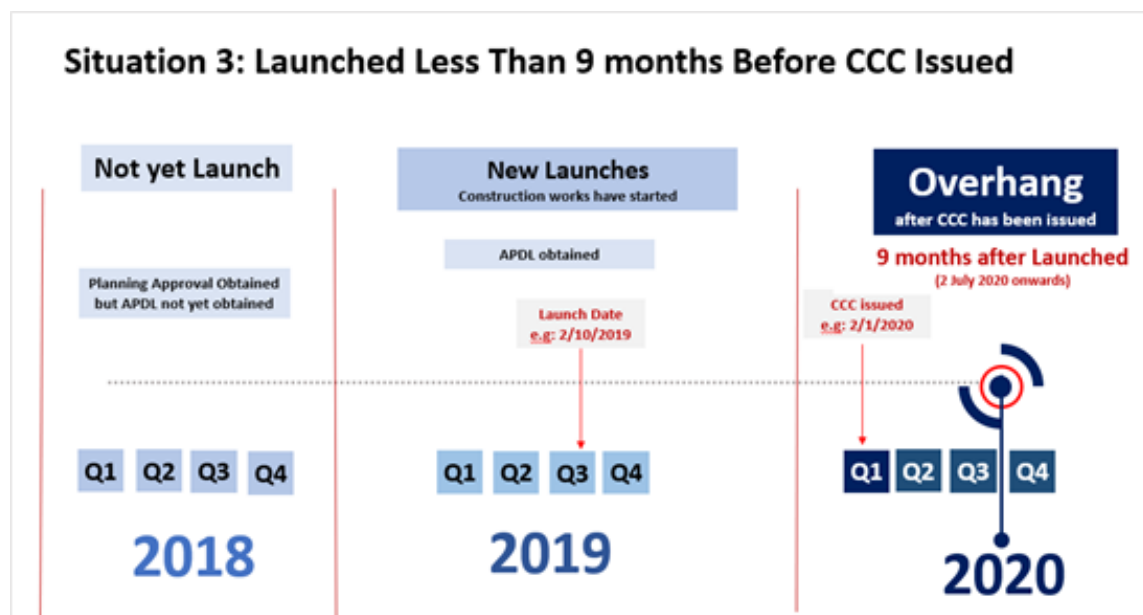 Situation 3: Launched Less Than 9 months Before CCC Issued
Not yet Launch
New Launches
Construction works have started
Overhang
after CCC has been issued
APDL obtained
9 months after Launched
(2 July 2020 onwards)
Planning Approval Obtained
but APDL not yet obtained
Launch Date
e.g: 2/10/2019
CCC issued
e.g: 2/1/2020
Q1 Q2 Q3 Q4
Q1 Q2 Q3 Q4
Q1 Q2 Q3 Q4
2018
2019
2020